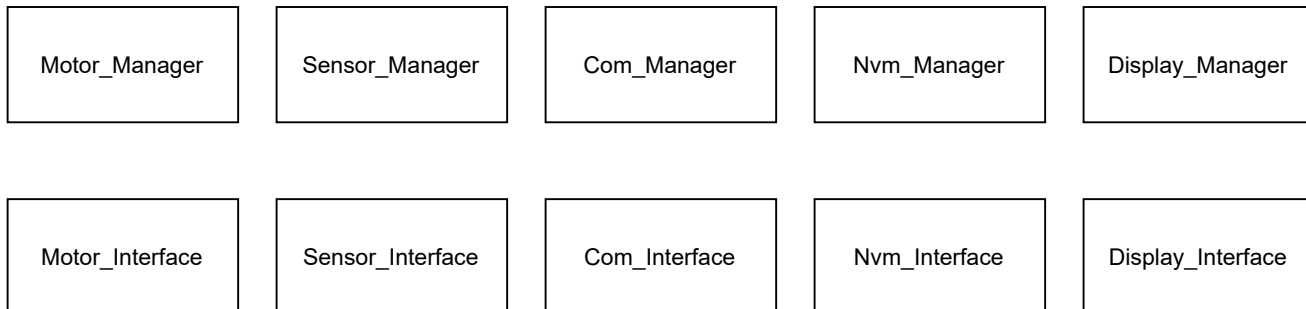 Motor_Manager
Sensor_Manager
Com_Manager
Nvm_Manager
Display_Manager
Motor_Interface
Sensor_Interface
Com_Interface
Nvm_Interface
Display_Interface